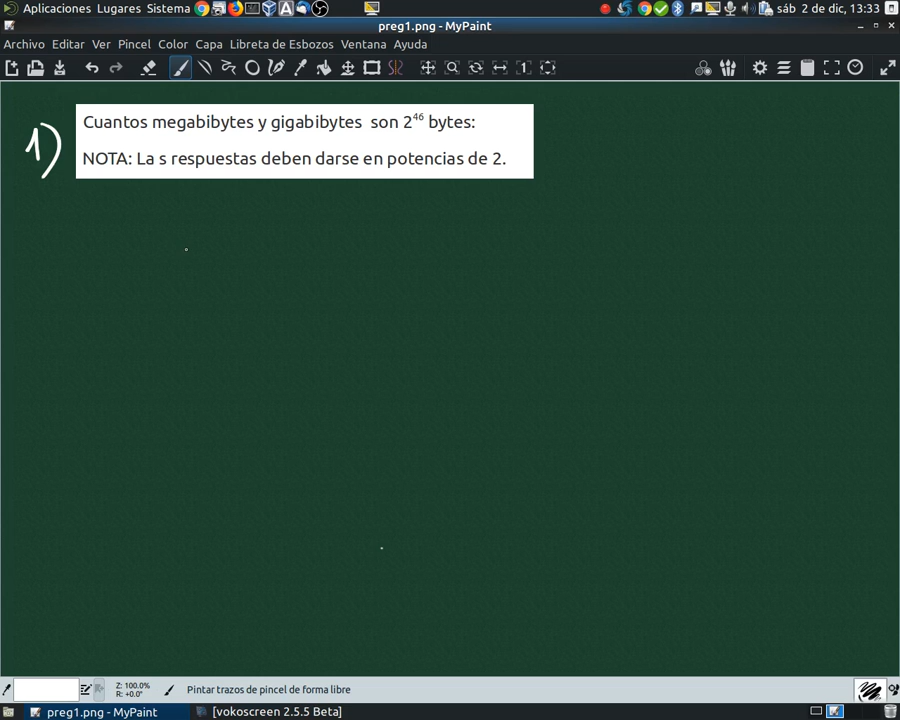 Aplicaciones Lugares Sistema sáb 2 de dic, 13:33
preg1.png - MyPaint
Archivo Editar Ver Pincel Color Capa Libreta de Esbozos Ventana Ayuda
1)
Cuantos megabibytes y gigabibytes son 2⁴⁶ bytes:
NOTA: La s respuestas deben darse en potencias de 2.
Z: 100.0%
R: +0.0°
Pintar trazos de pincel de forma libre
preg1.png - MyPaint [vokoscreen 2.5.5 Beta]